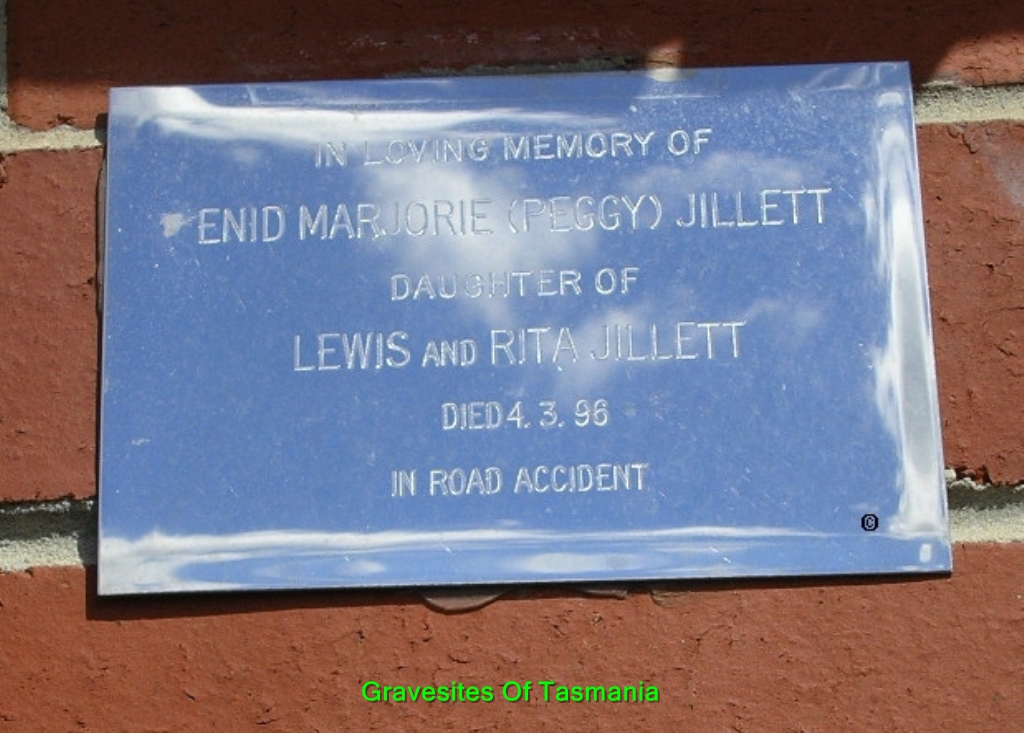 IN LOVING MEMORY OF
ENID MARJORIE (PEGGY) JILLETT
DAUGHTER OF
LEWIS AND RITA JILLETT
DIED 4. 3. 96
IN ROAD ACCIDENT
©
Gravesites Of Tasmania